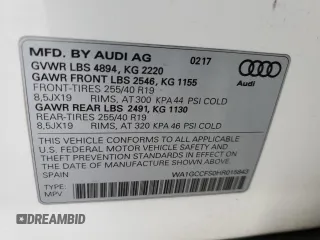 MFD. BY AUDI AG 0217
GVWR LBS 4894, KG 2220
GAWR FRONT LBS 2546, KG 1155
FRONT-TIRES 255/40 R19
8,5JX19 RIMS, AT 300 KPA 44 PSI COLD
GAWR REAR LBS 2491, KG 1130
REAR-TIRES 255/40 R19
8,5JX19 RIMS, AT 320 KPA 46 PSI COLD
Audi
THIS VEHICLE CONFORMS TO ALL APPLICABLE
U.S. FEDERAL MOTOR VEHICLE SAFETY
STANDARDS IN EFFECT ON THE DATE
OF MANUFACTURE SHOWN ABOVE.
SPAIN
TYPE:
MPV
DREAMBID